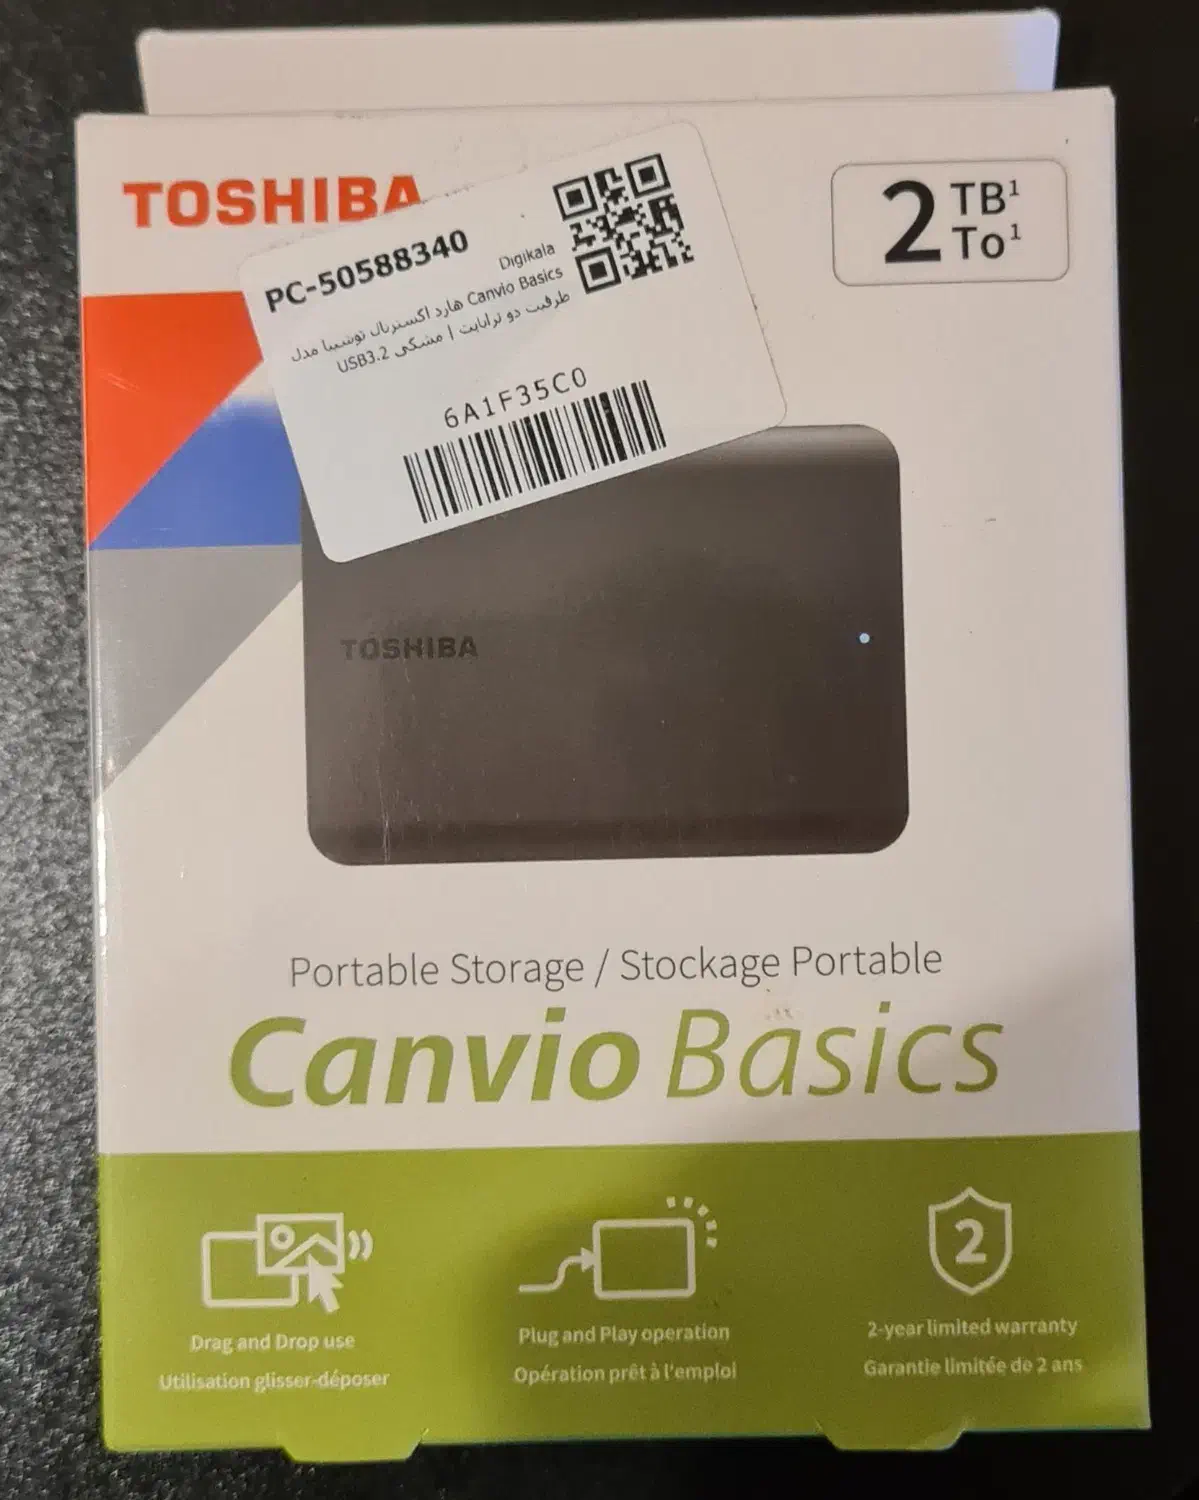 TOSHIBA
2 TB¹
To¹
PC-50588340
Digikala
هارد اکسترنال توشیبا مدل Canvio Basics
ظرفیت دو ترابایت | مشکی USB3.2
6A1F35C0
TOSHIBA
Portable Storage / Stockage Portable
Canvio Basics
Drag and Drop use
Utilisation glisser-déposer
Plug and Play operation
Opération prêt à l'emploi
2
2-year limited warranty
Garantie limitée de 2 ans